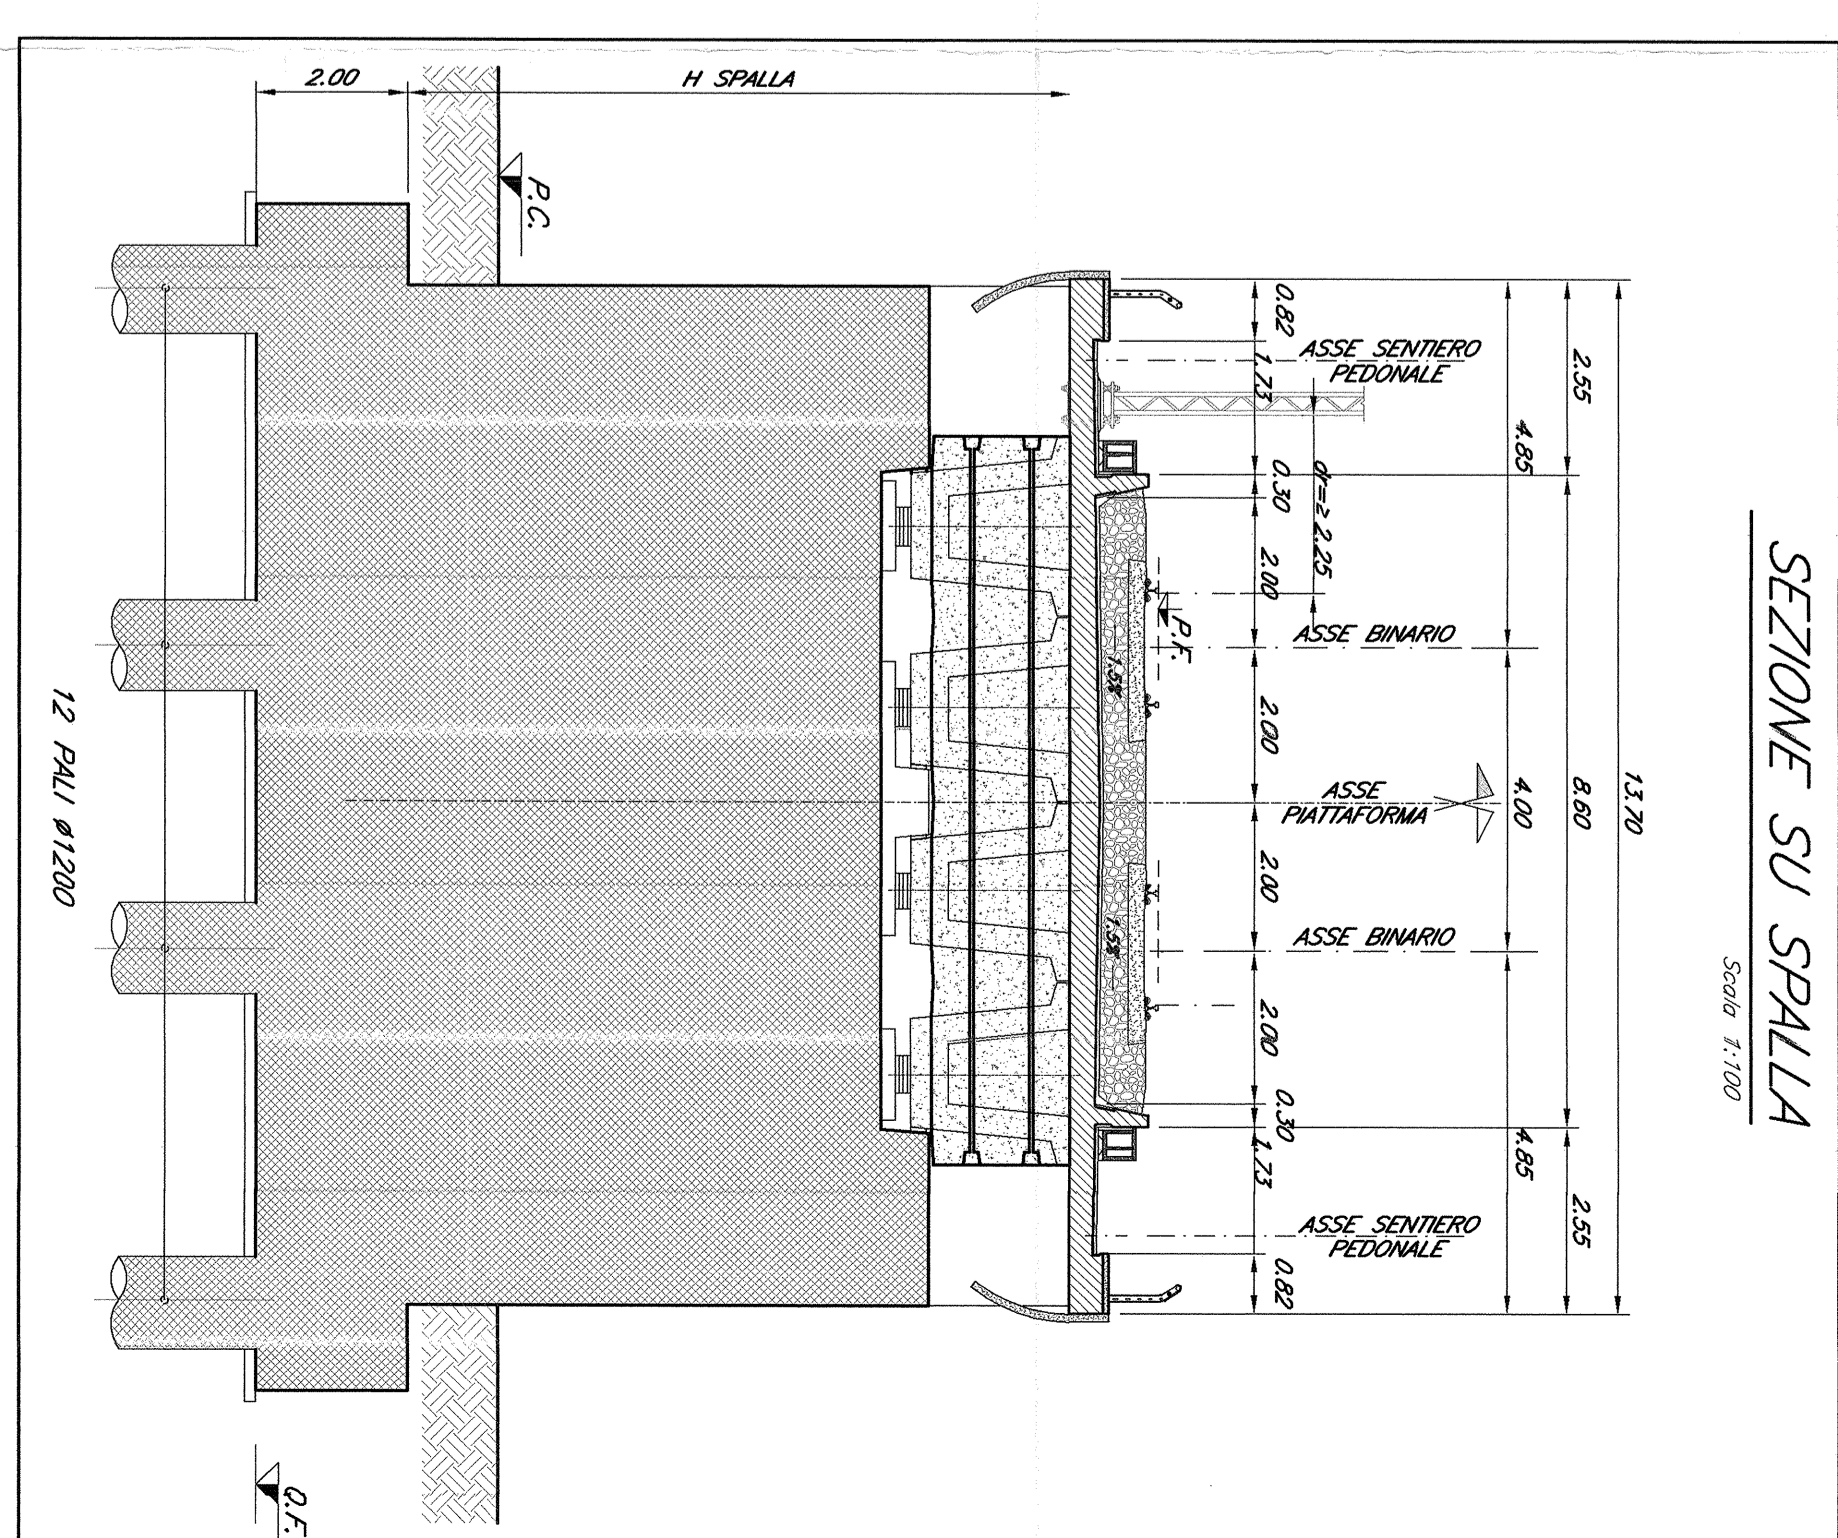 SEZIONE SU SPALLA
Scala 1:100
13.70
2.55
8.60
2.55
4.85
4.00
4.85
ASSE SENTIERO
PEDONALE
ASSE BINARIO
ASSE
PIATTAFORMA
ASSE BINARIO
ASSE SENTIERO
PEDONALE
dr=≥ 2.25
0.82
1.73
0.30
2.00
2.00
2.00
2.00
0.30
1.73
0.82
P.F.
1.5%
1.5%
H SPALLA
2.00
P.C.
Q.F.
12 PALI ø1200